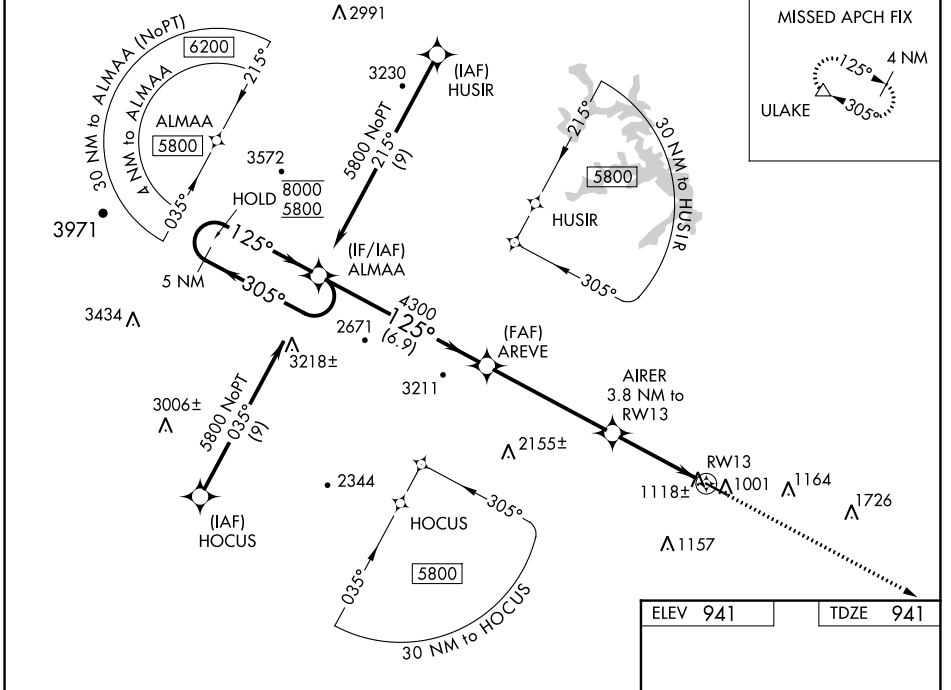 2991
MISSED APCH FIX
125°
4 NM
ULAKE
305°
30 NM to ALMAA (NoPT)
6200
215°
4 NM to ALMAA
ALMAA
5800
035°
3971
3230
(IAF)
HUSIR
5800 NoPT
215°
(9)
3572
8000
5800
HOLD
125°
305°
5 NM
(IF/IAF)
ALMAA
215°
5800
HUSIR
30 NM to HUSIR
305°
3434
2671
4300
125°
(6.9)
(FAF)
AREVE
3218±
3211
AIRER
3.8 NM to
RW13
3006±
5800 NoPT
035°
(9)
2155±
RW13
1118±
1001
1164
1726
2344
(IAF)
HOCUS
HOCUS
305°
035°
5800
30 NM to HOCUS
1157
ELEV 941
TDZE 941